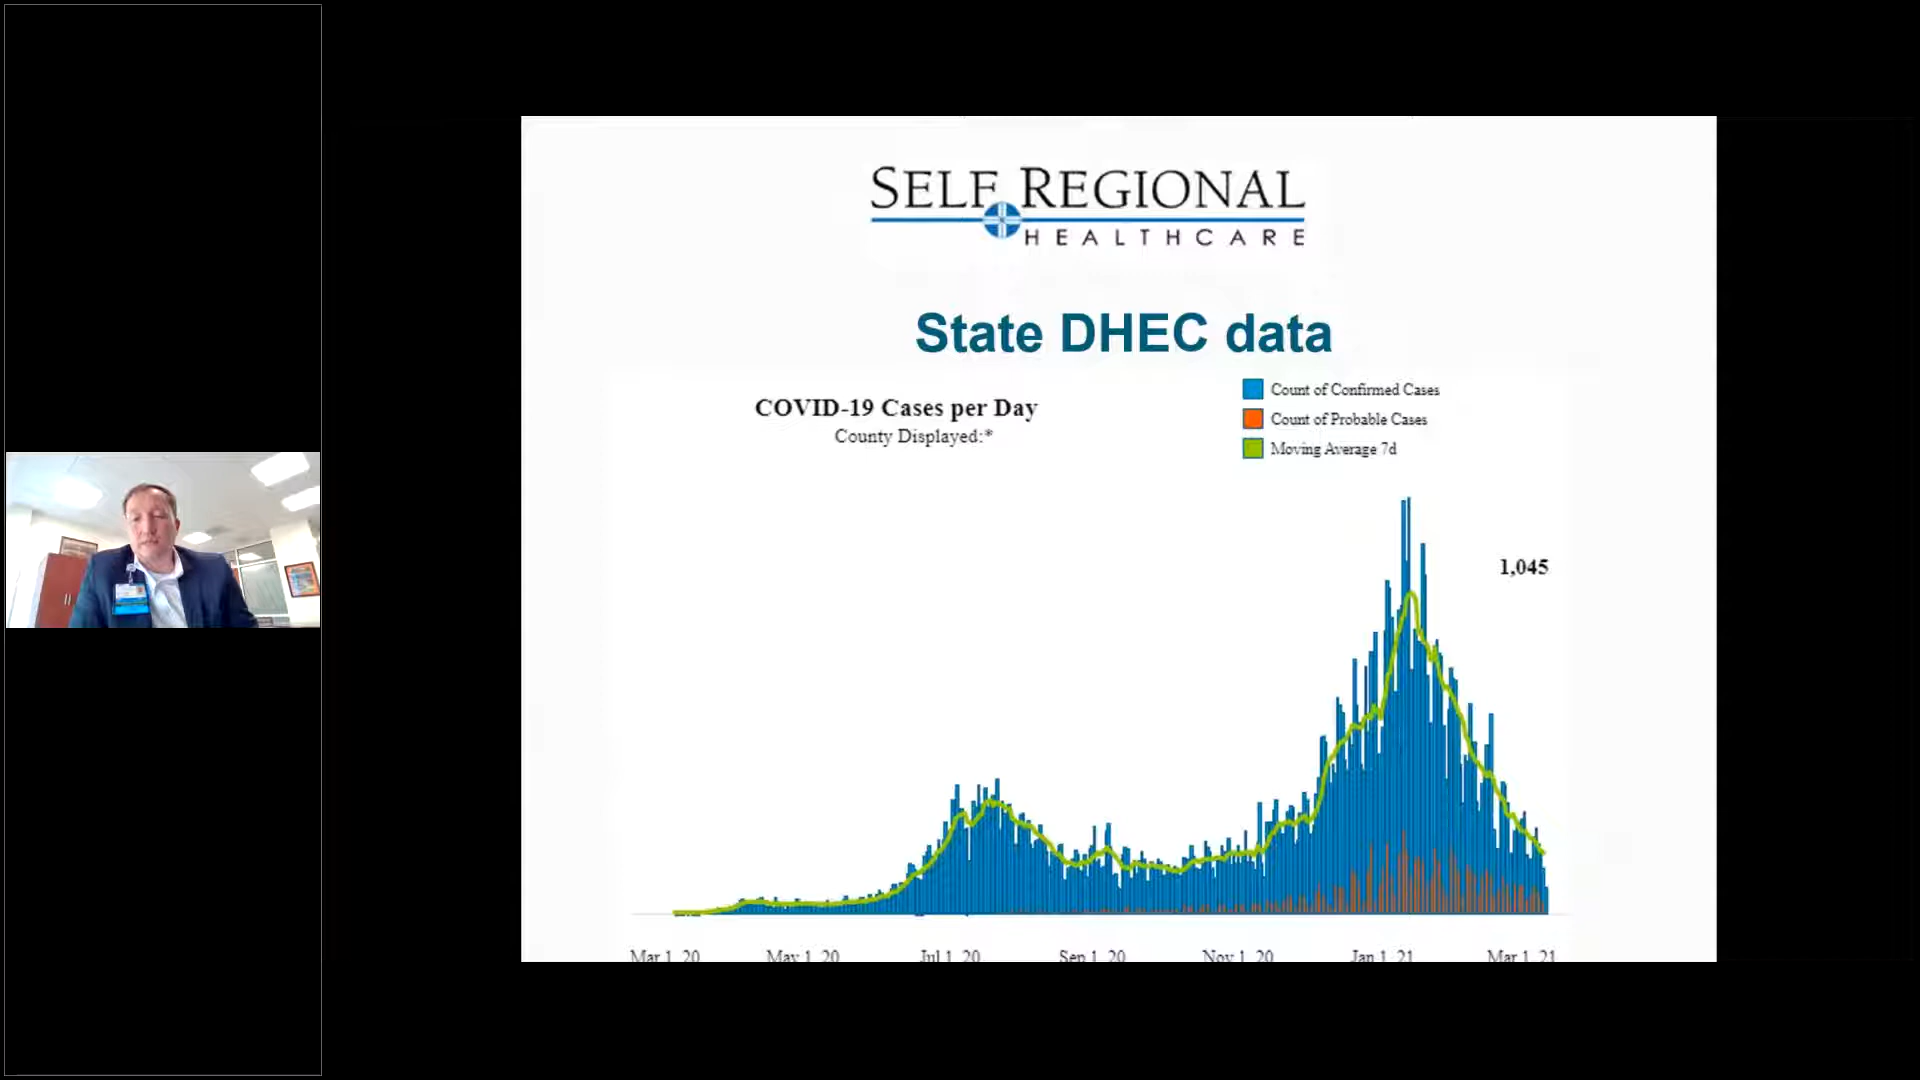 SELF REGIONAL
HEALTHCARE
State DHEC data
COVID-19 Cases per Day
County Displayed:*
Count of Confirmed Cases
Count of Probable Cases
Moving Average 7d
1,045
Mar 1, 20
May 1, 20
Jul 1, 20
Sep 1, 20
Nov 1, 20
Jan 1, 21
Mar 1, 21